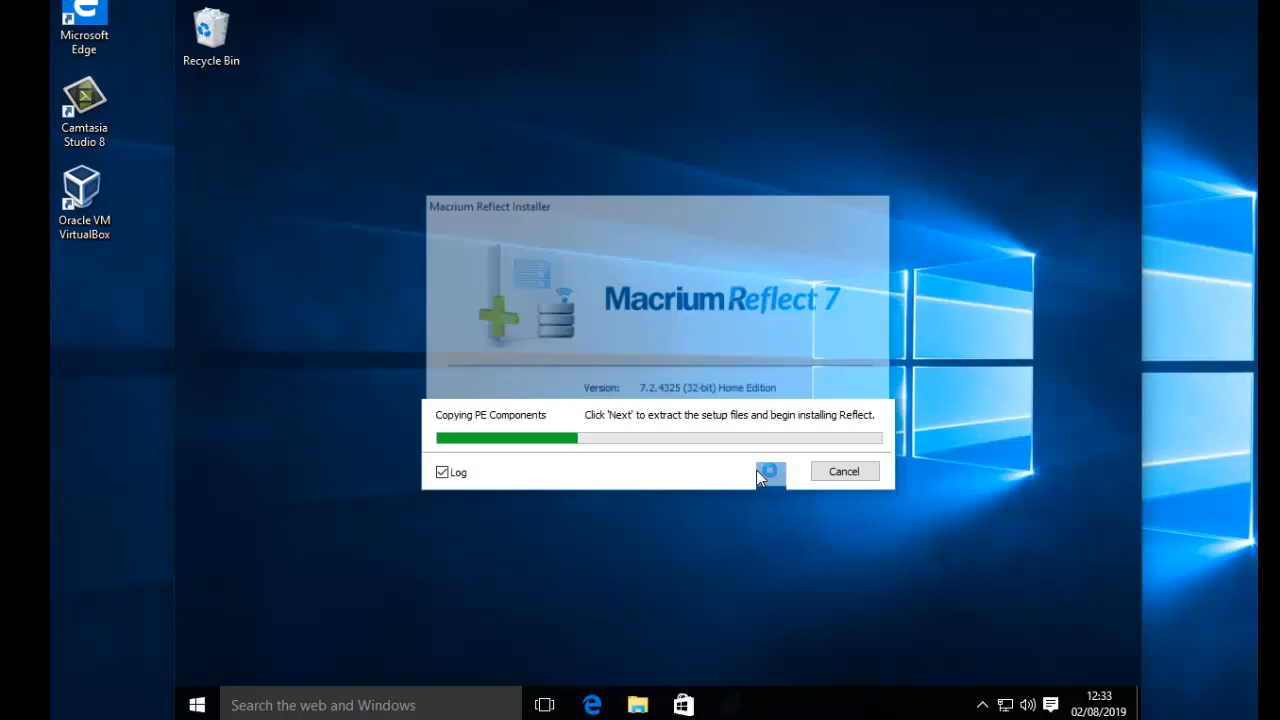 Microsoft
Edge
Recycle Bin
Camtasia
Studio 8
Oracle VM
VirtualBox
Macrium Reflect Installer
Macrium Reflect 7
Version: 7.2.4325 (32-bit) Home Edition
Copying PE Components Click 'Next' to extract the setup files and begin installing Reflect.
Log
Cancel
Search the web and Windows
12:33
02/08/2019